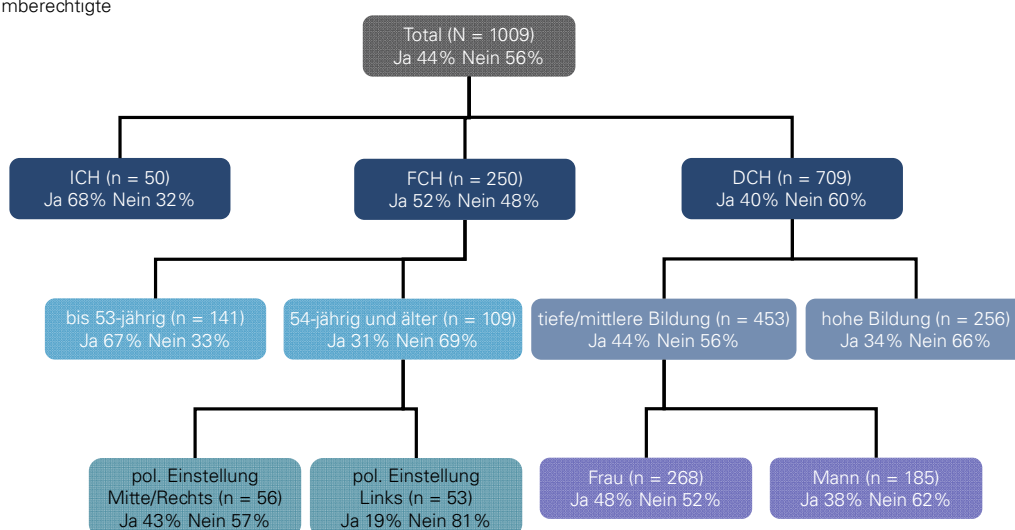 mberechtigte
Total (N = 1009)
Ja 44% Nein 56%
ICH (n = 50)
Ja 68% Nein 32%
FCH (n = 250)
Ja 52% Nein 48%
DCH (n = 709)
Ja 40% Nein 60%
bis 53-jährig (n = 141)
Ja 67% Nein 33%
54-jährig und älter (n = 109)
Ja 31% Nein 69%
tiefe/mittlere Bildung (n = 453)
Ja 44% Nein 56%
hohe Bildung (n = 256)
Ja 34% Nein 66%
pol. Einstellung
Mitte/Rechts (n = 56)
Ja 43% Nein 57%
pol. Einstellung
Links (n = 53)
Ja 19% Nein 81%
Frau (n = 268)
Ja 48% Nein 52%
Mann (n = 185)
Ja 38% Nein 62%